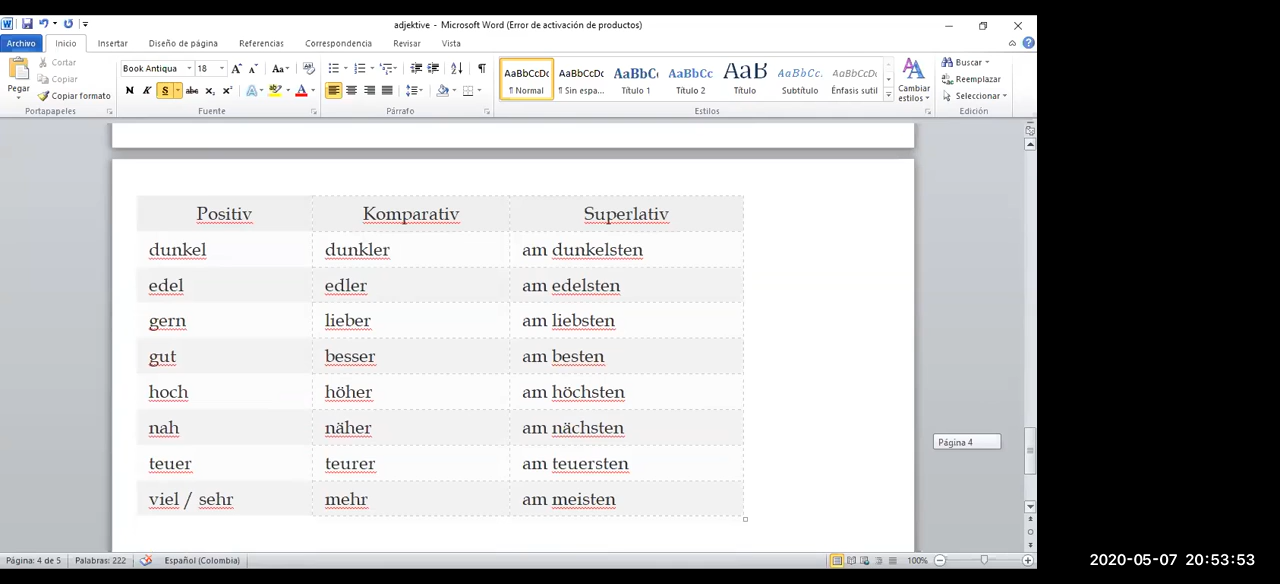 adjektive - Microsoft Word (Error de activación de productos)
Archivo Inicio Insertar Diseño de página Referencias Correspondencia Revisar Vista
Pegar
Cortar
Copiar
Copiar formato
Portapapeles
Book Antiqua 18
N K S abc x₂ x²
Fuente
Párrafo
AaBbCcDc AaBbCcDc AaBbC AaBbCc AaB AaBbCc. AaBbCcDc
¶ Normal ¶ Sin espa... Título 1 Título 2 Título Subtítulo Énfasis sutil
Estilos
Cambiar estilos
Buscar
Reemplazar
Seleccionar
Edición
Positiv Komparativ Superlativ
dunkel dunkler am dunkelsten
edel edler am edelsten
gern lieber am liebsten
gut besser am besten
hoch höher am höchsten
nah näher am nächsten
teuer teurer am teuersten
viel / sehr mehr am meisten
Página 4
Página: 4 de 5 Palabras: 222 Español (Colombia) 100%
2020-05-07 20:53:53